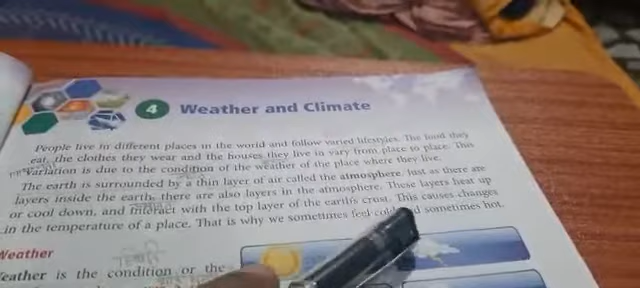 4 Weather and Climate
People live in different places in the world and follow varied lifestyles. The food they
eat, the clothes they wear and the houses they live in vary from place to place. This
variation is due to the condition of the weather of the place where they live.
The earth is surrounded by a thin layer of air called the atmosphere. Just as there are
layers inside the earth, there are also layers in the atmosphere. These layers heat up
or cool down, and interact with the top layer of the earth's crust. This causes changes
in the temperature of a place. That is why we sometimes feel cold sometimes hot.
Weather
Weather is the condition or the